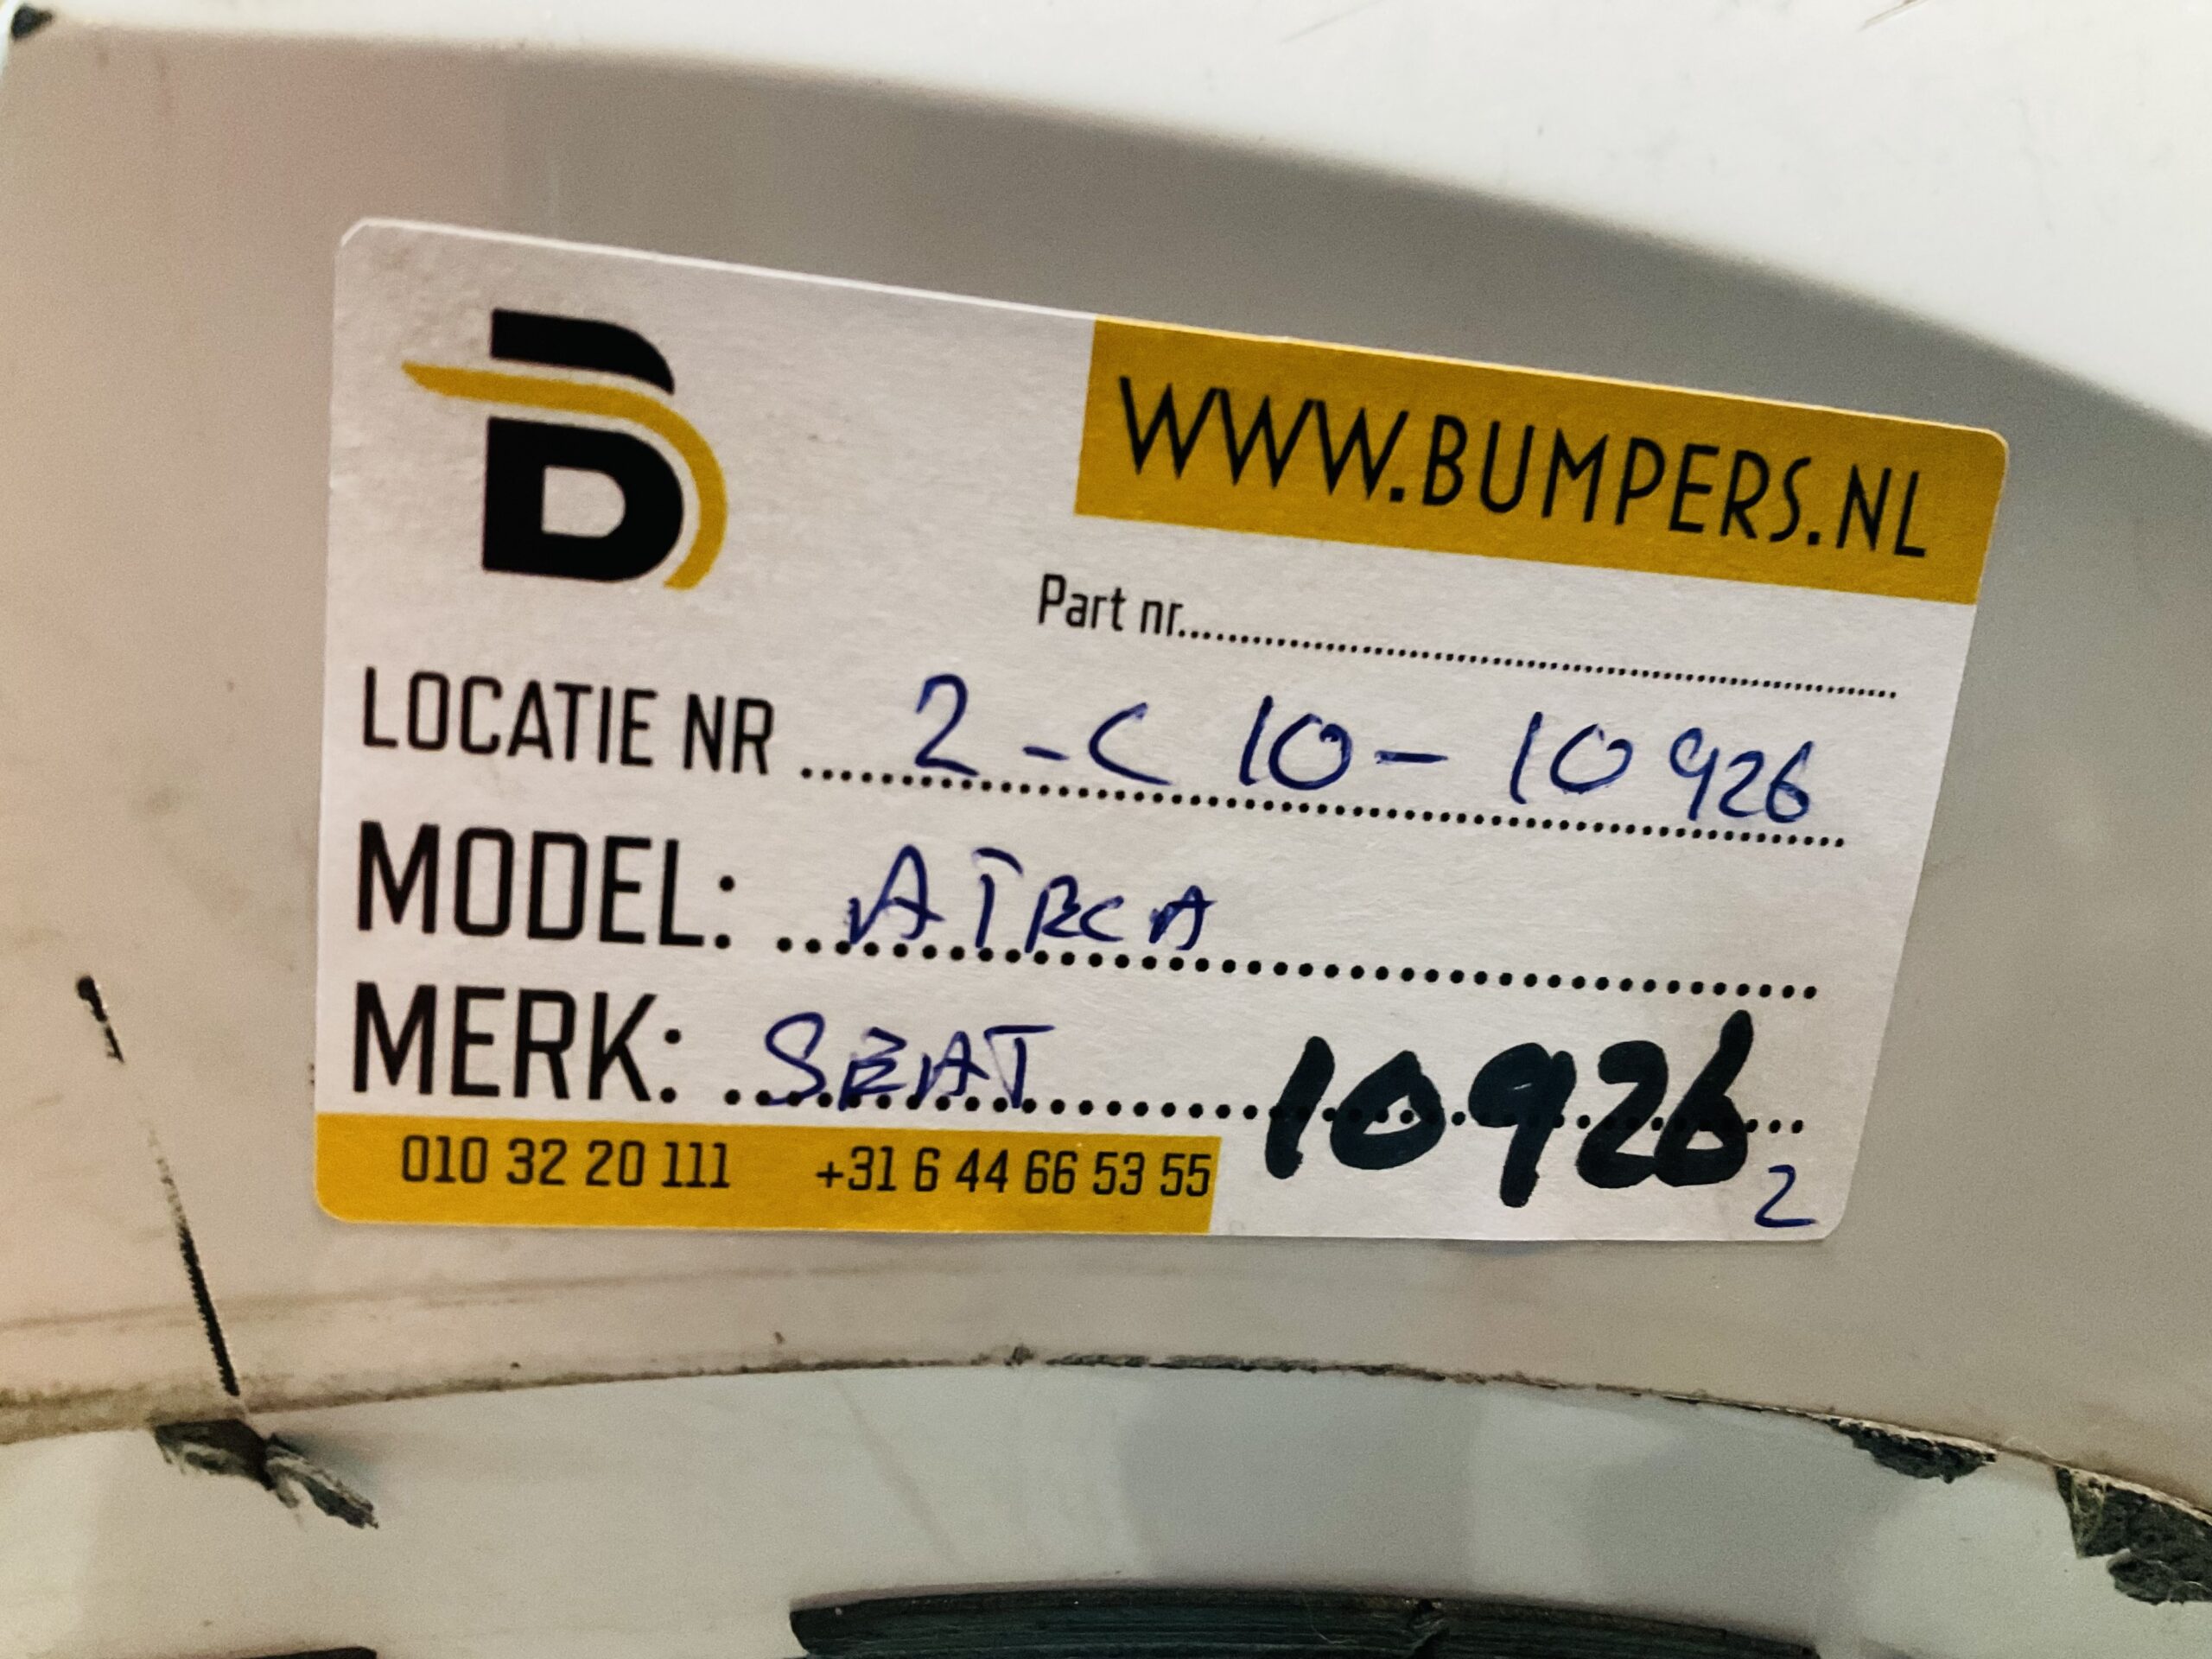 B
WWW.BUMPERS.NL
Part nr..........
LOCATIE NR .......... 2-C 10-10926
MODEL: .......... ATECA
MERK: .......... SEAT
10926
2
010 32 20 111 +31 6 44 66 53 55